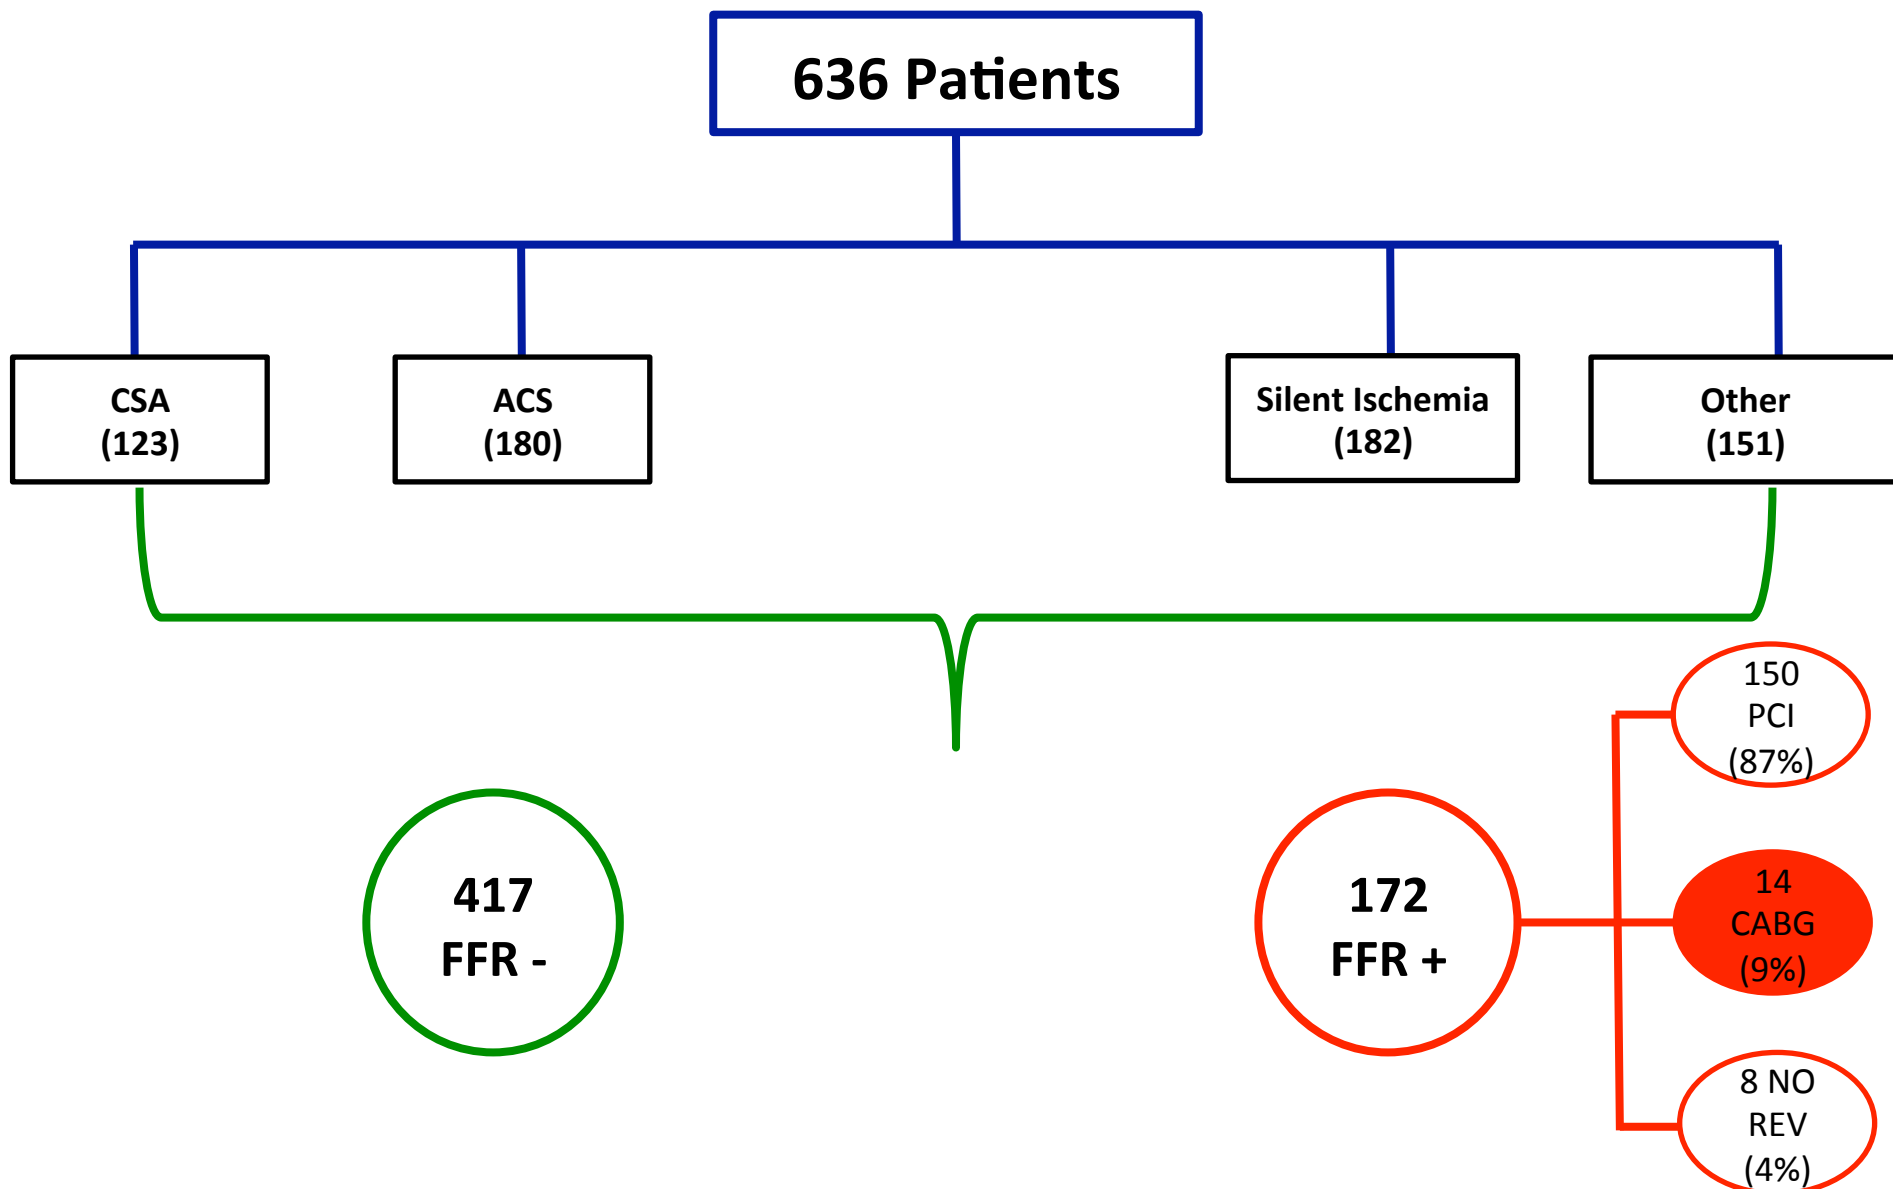 636 Patients
CSA
(123)
ACS
(180)
Silent Ischemia
(182)
Other
(151)
417
FFR -
172
FFR +
150
PCI
(87%)
14
CABG
(9%)
8 NO
REV
(4%)